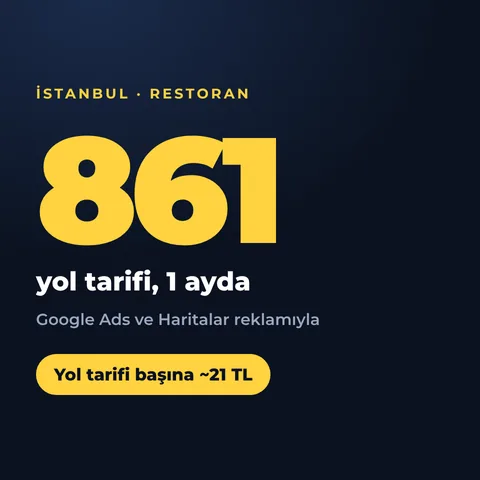 İSTANBUL · RESTORAN
861
yol tarifi, 1 ayda
Google Ads ve Haritalar reklamıyla
Yol tarifi başına ~21 TL